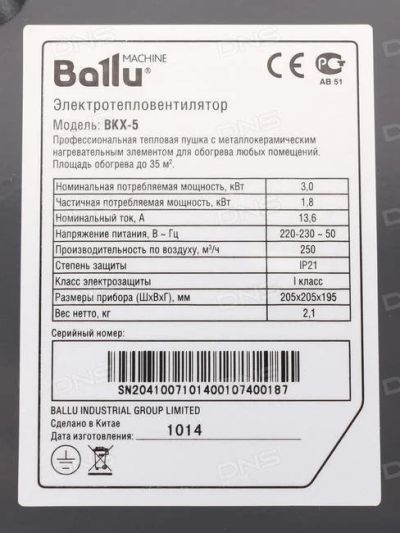 MACHINE
Ballu®
CE РСТ
АВ 51
Электротепловентилятор
Модель: BKX-5
Профессиональная тепловая пушка с металлокерамическим
нагревательным элементом для обогрева любых помещений.
Площадь обогрева до 35 м².
Номинальная потребляемая мощность, кВт 3,0
Частичная потребляемая мощность, кВт 1,8
Номинальный ток, А 13,6
Напряжение питания, В ~ Гц 220-230 ~ 50
Производительность по воздуху, м³/ч 250
Степень защиты IP21
Класс электрозащиты I класс
Размеры прибора (ШхВхГ), мм 205x205x195
Вес нетто, кг 2,1
Серийный номер:
SN2041007101400107400187
BALLU INDUSTRIAL GROUP LIMITED
Сделано в Китае
Дата изготовления: 1014